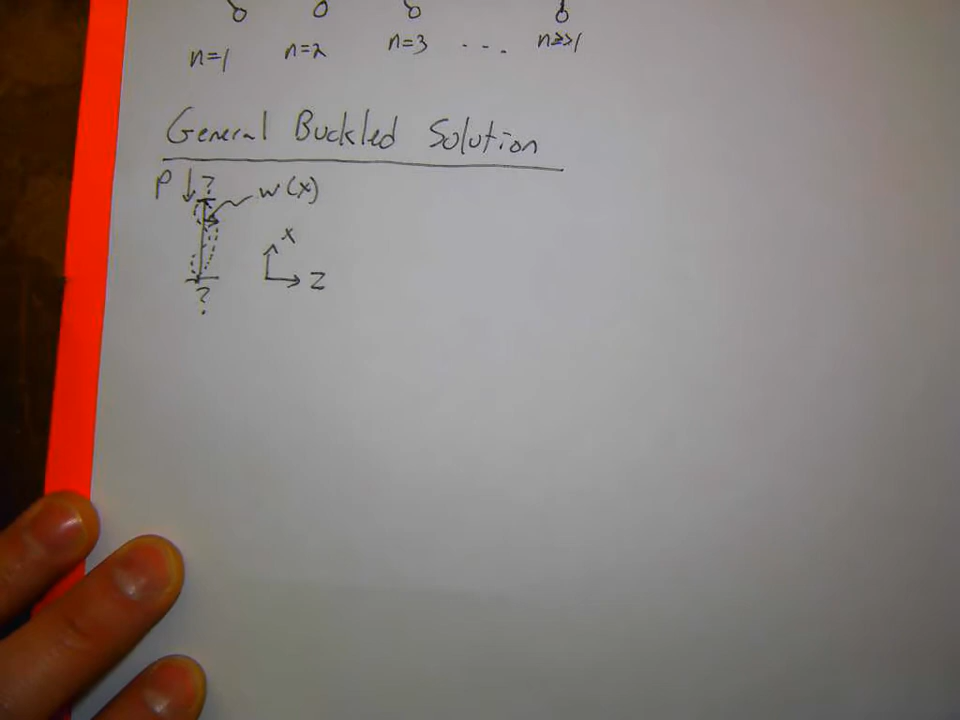 n=1 n=2 n=3 ... n>>1
General Buckled Solution
P ? w(x)
x
z
?